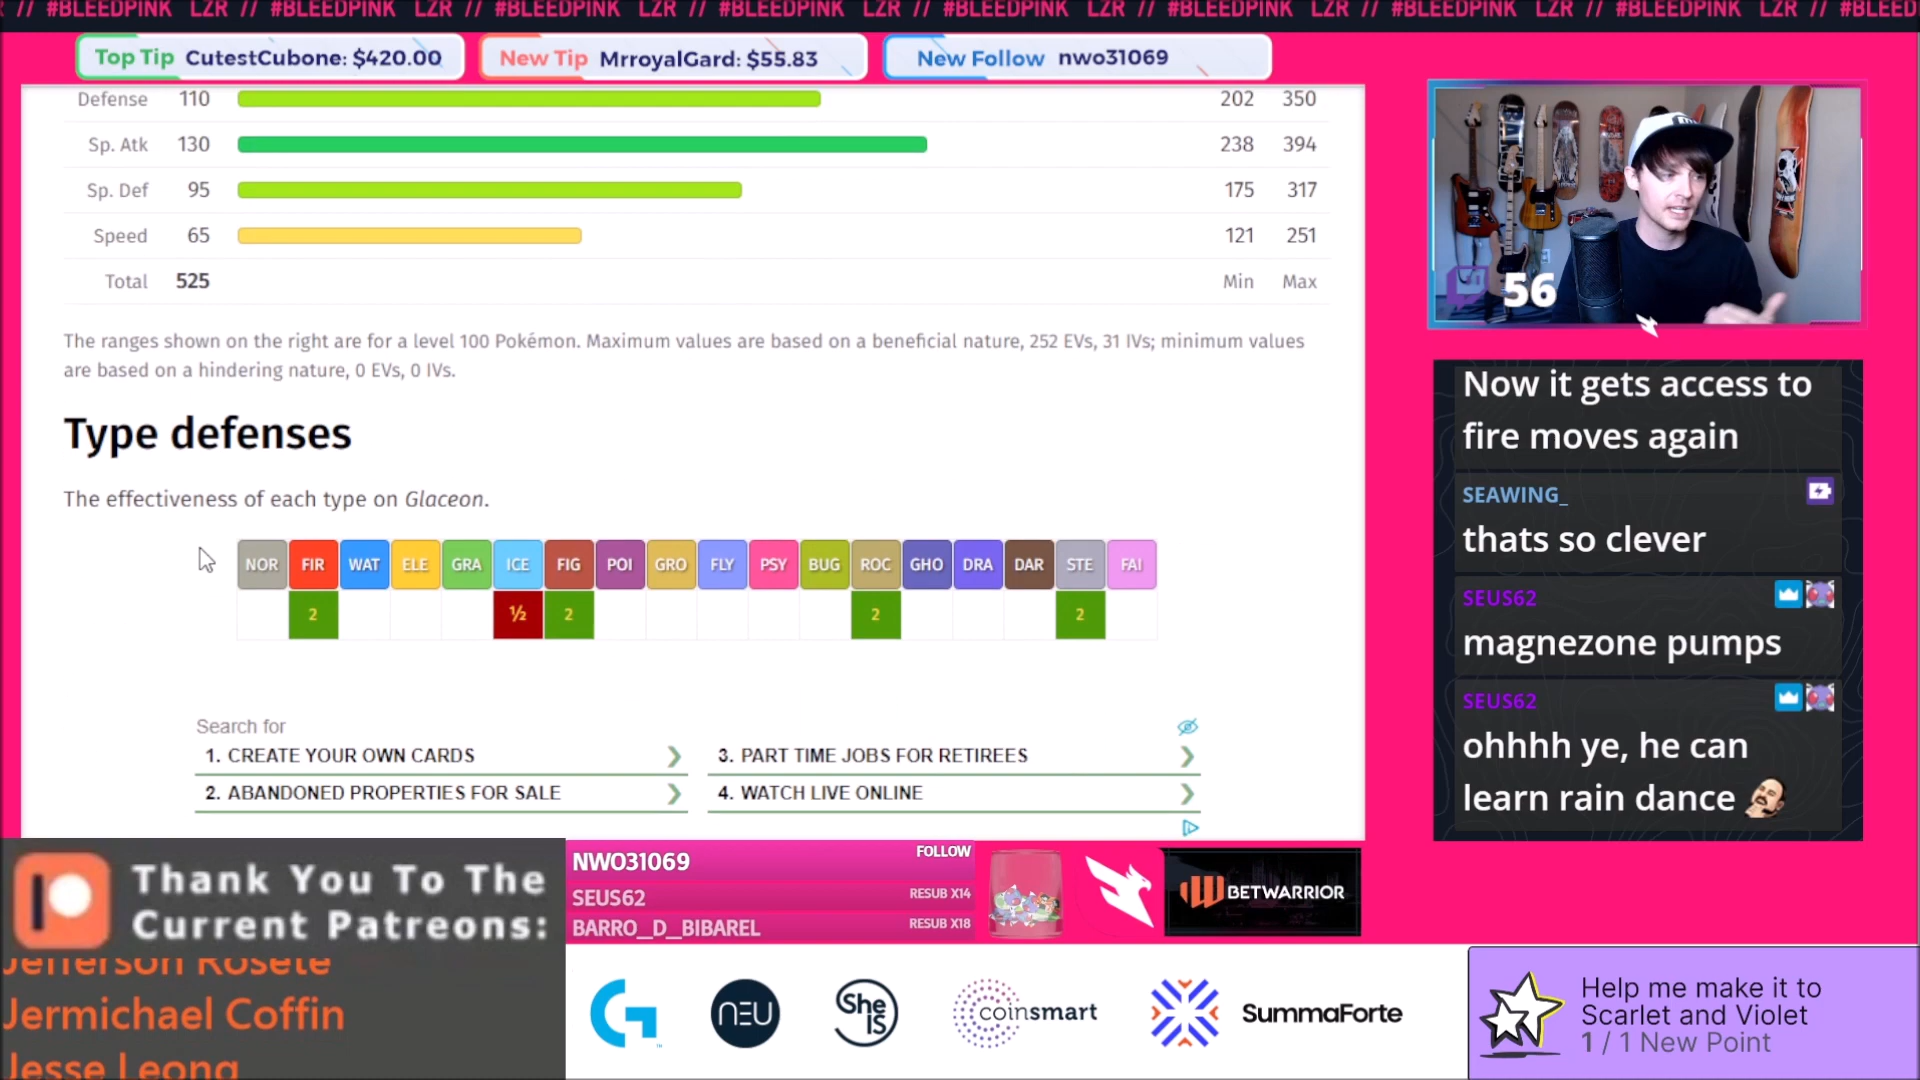 // #BLEEDPINK LZR // #BLEEDPINK LZR // #BLEEDPINK LZR // #BLEEDPINK LZR // #BLEEDPINK LZR // #BLEEDPINK LZR // #BLEEDPINK LZR // #BLEEDPINK LZR // #BLEED
Top Tip CutestCubone: $420.00
New Tip MrroyalGard: $55.83
New Follow nwo31069
Defense 110 202 350
Sp. Atk 130 238 394
Sp. Def 95 175 317
Speed 65 121 251
Total 525 Min Max
The ranges shown on the right are for a level 100 Pokémon. Maximum values are based on a beneficial nature, 252 EVs, 31 IVs; minimum values
are based on a hindering nature, 0 EVs, 0 IVs.
Type defenses
The effectiveness of each type on Glaceon.
NOR FIR WAT ELE GRA ICE FIG POI GRO FLY PSY BUG ROC GHO DRA DAR STE FAI
2 ½ 2 2 2
Search for
1. CREATE YOUR OWN CARDS
2. ABANDONED PROPERTIES FOR SALE
3. PART TIME JOBS FOR RETIREES
4. WATCH LIVE ONLINE
56
Now it gets access to
fire moves again
SEAWING_
thats so clever
SEUS62
magnezone pumps
SEUS62
ohhhh ye, he can
learn rain dance
Thank You To The
Current Patreons:
Jefferson Rosete
Jermichael Coffin
Jesse Leong
NWO31069 FOLLOW
SEUS62 RESUB X14
BARRO_D_BIBAREL RESUB X18
BETWARRIOR
G
NEU
She
IS
coinsmart
SummaForte
Help me make it to
Scarlet and Violet
1 / 1 New Point